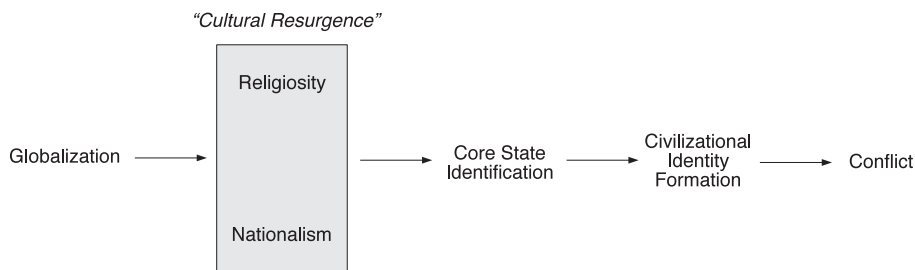 “Cultural Resurgence”
Religiosity
Globalization
Core State
Identification
Civilizational
Identity
Formation
Conflict
Nationalism